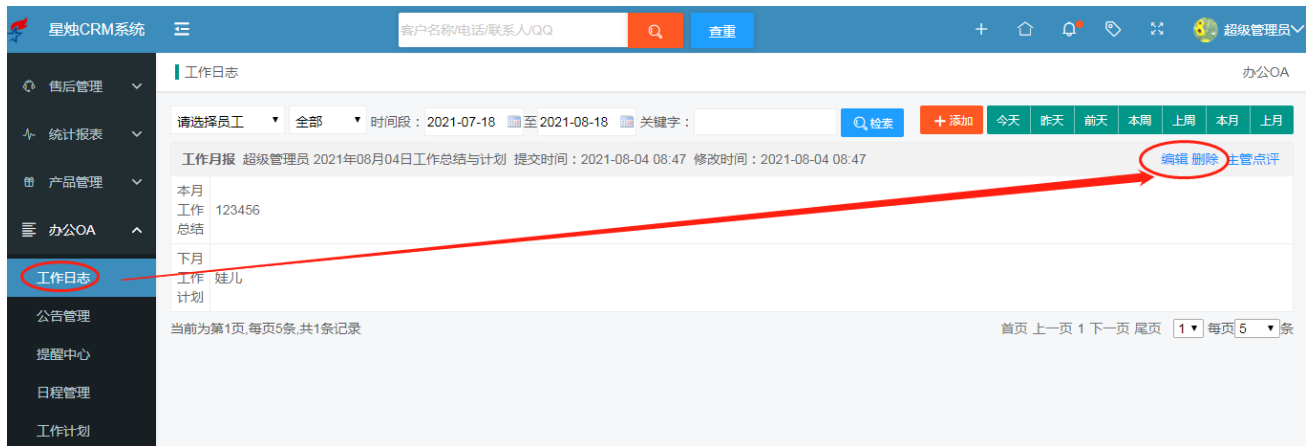 星烛CRM系统
客户名称/电话/联系人/QQ
查重
超级管理员
售后管理
统计报表
产品管理
办公OA
工作日志
公告管理
提醒中心
日程管理
工作计划
工作日志 办公OA
请选择员工 全部 时间段：2021-07-18 至 2021-08-18 关键字： 检索 添加 今天 昨天 前天 本周 上周 本月 上月
工作月报 超级管理员 2021年08月04日工作总结与计划 提交时间：2021-08-04 08:47 修改时间：2021-08-04 08:47 编辑 删除 主管点评
本月
工作 123456
总结
下月
工作 娃儿
计划
当前为第1页,每页5条,共1条记录 首页 上一页 1 下一页 尾页 1 每页 5 条